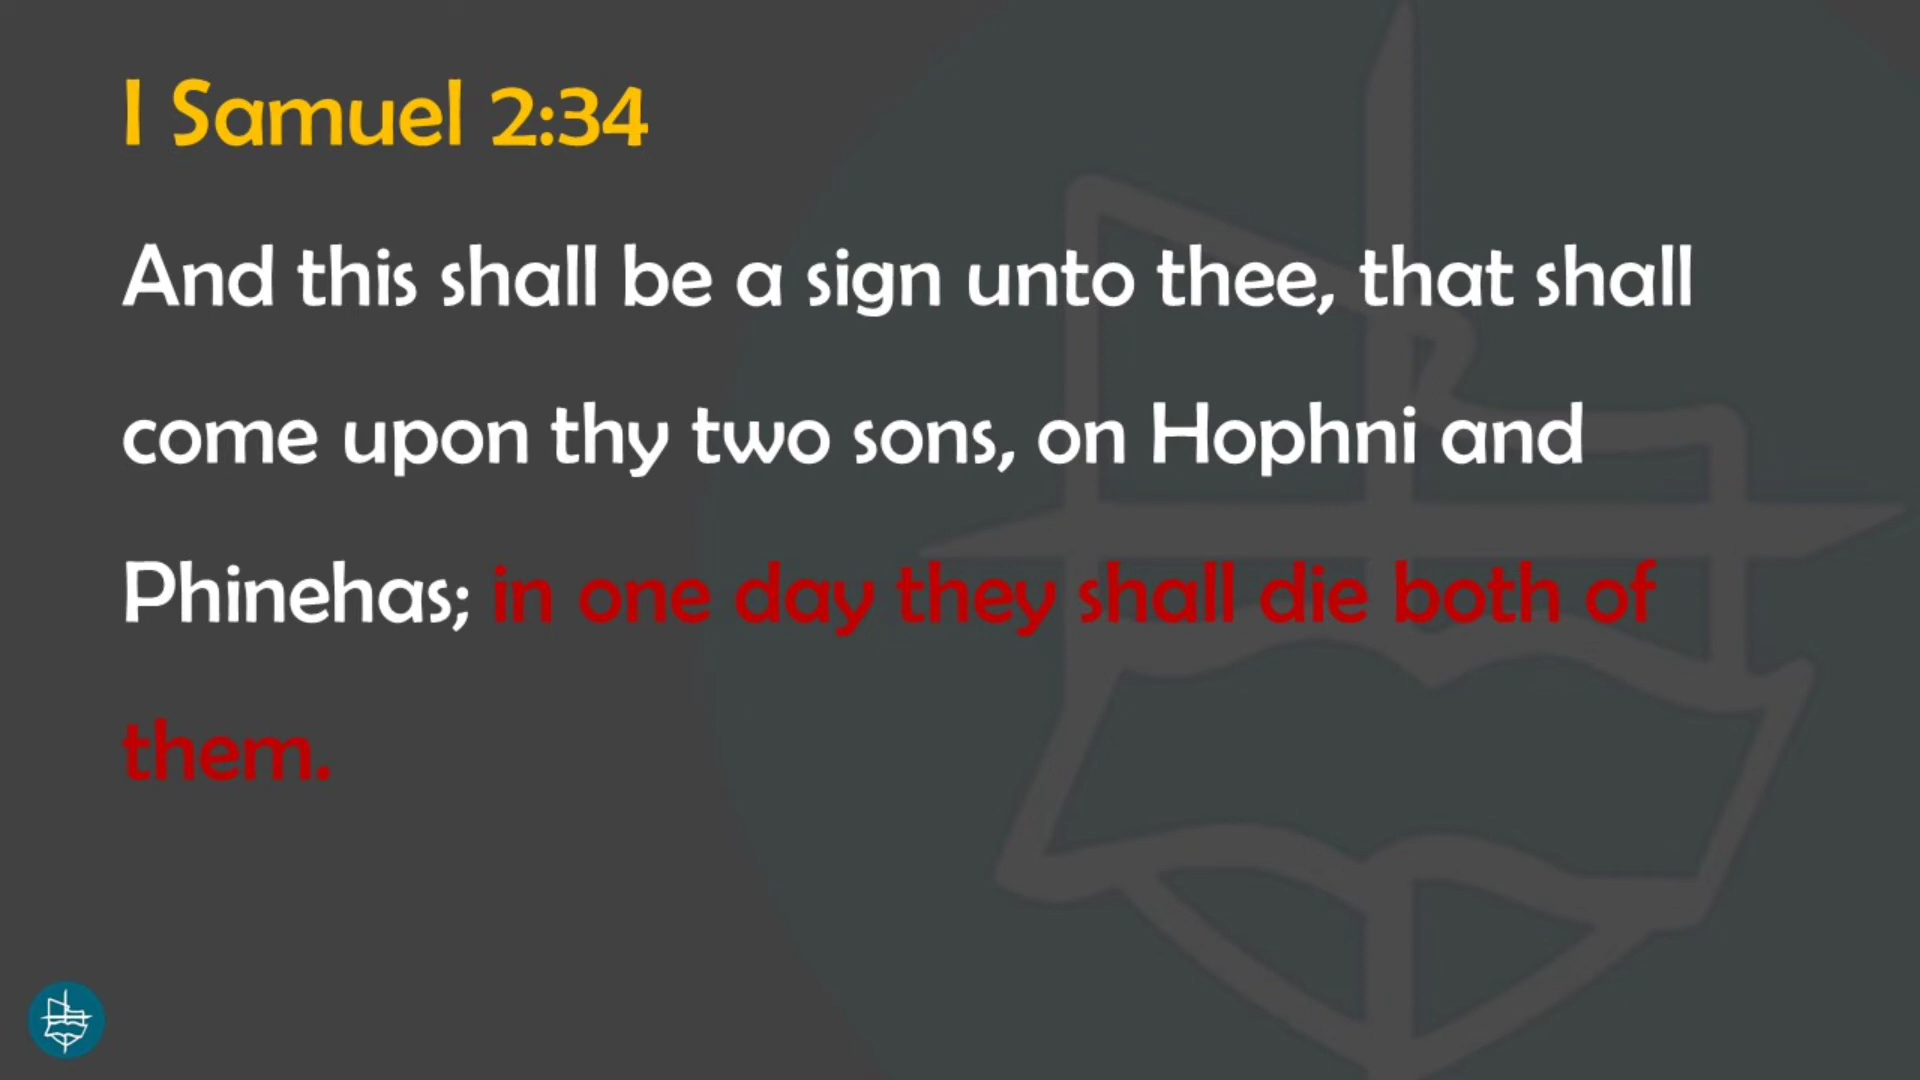 I Samuel 2:34
And this shall be a sign unto thee, that shall
come upon thy two sons, on Hophni and
Phinehas; in one day they shall die both of
them.